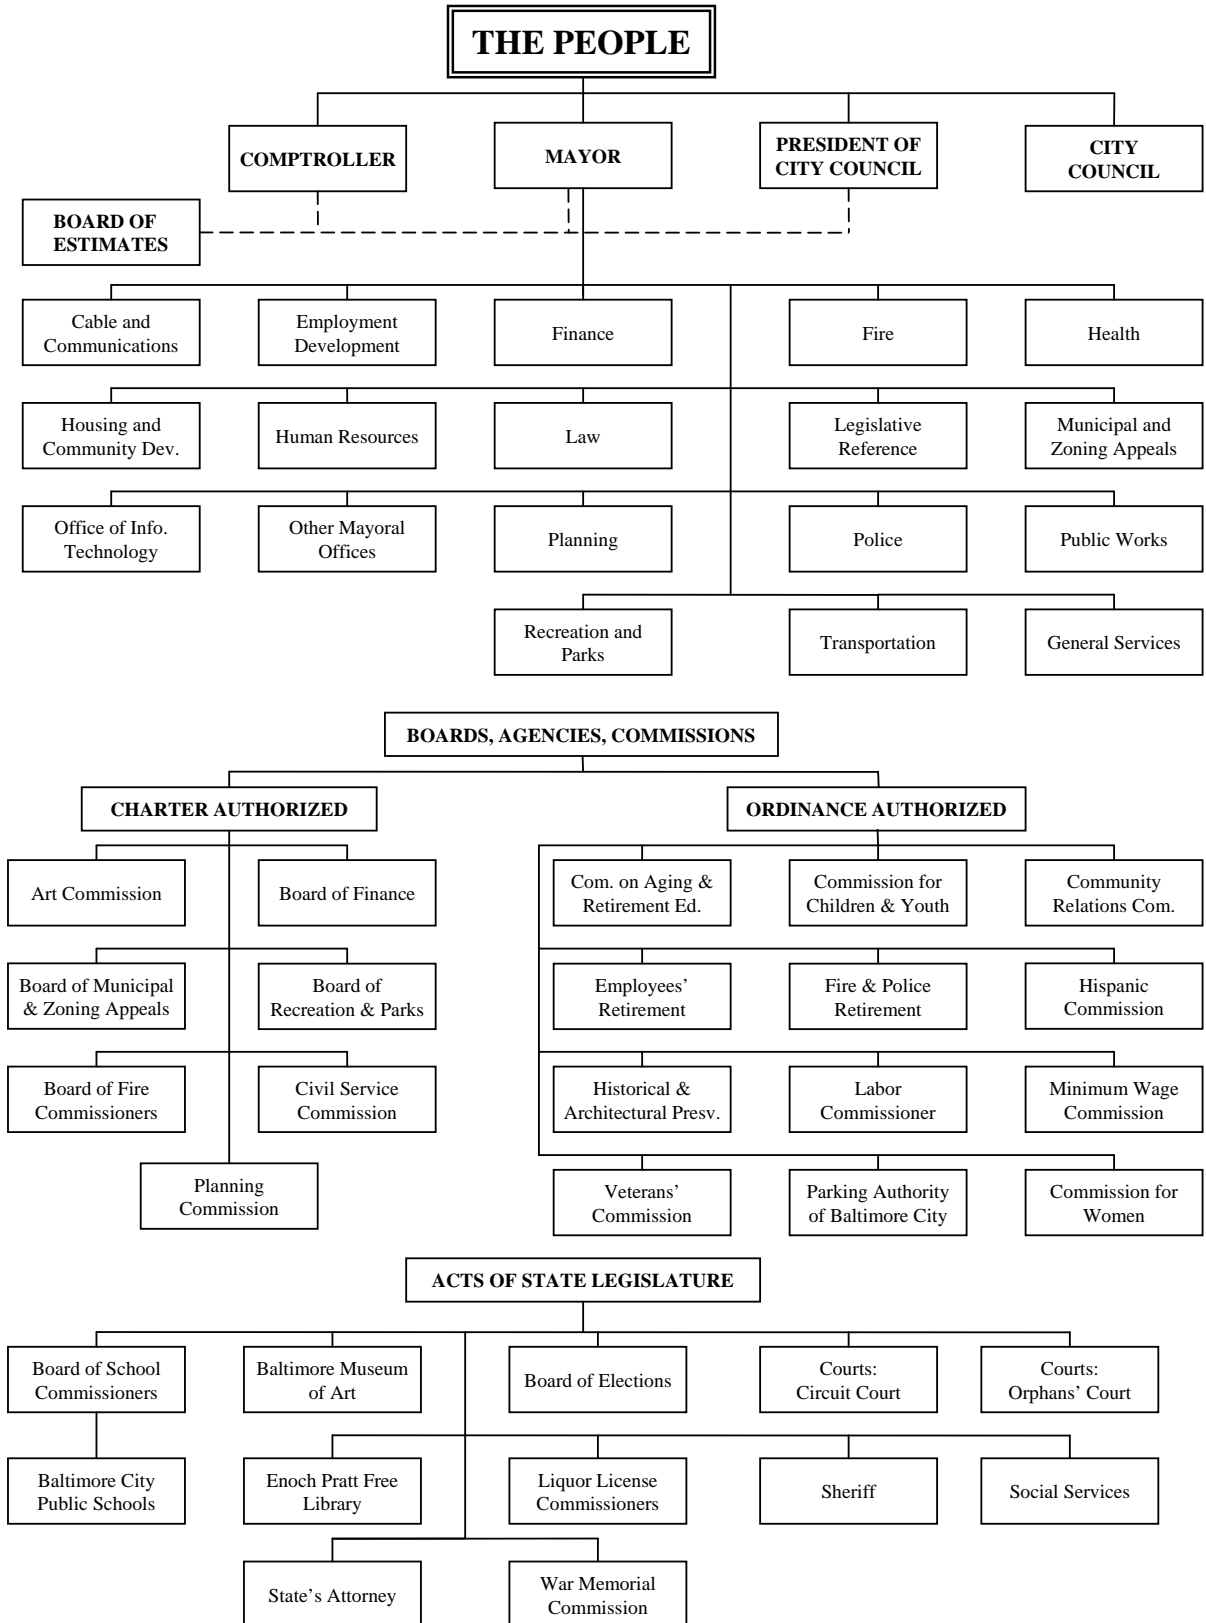 THE PEOPLE
COMPTROLLER
MAYOR
PRESIDENT OF
CITY COUNCIL
CITY
COUNCIL
BOARD OF
ESTIMATES
Cable and
Communications
Employment
Development
Finance
Fire
Health
Housing and
Community Dev.
Human Resources
Law
Legislative
Reference
Municipal and
Zoning Appeals
Office of Info.
Technology
Other Mayoral
Offices
Planning
Police
Public Works
Recreation and
Parks
Transportation
General Services
BOARDS, AGENCIES, COMMISSIONS
CHARTER AUTHORIZED
ORDINANCE AUTHORIZED
Art Commission
Board of Finance
Board of Municipal
& Zoning Appeals
Board of
Recreation & Parks
Board of Fire
Commissioners
Civil Service
Commission
Planning
Commission
Com. on Aging &
Retirement Ed.
Commission for
Children & Youth
Community
Relations Com.
Employees’
Retirement
Fire & Police
Retirement
Hispanic
Commission
Historical &
Architectural Presv.
Labor
Commissioner
Minimum Wage
Commission
Veterans’
Commission
Parking Authority
of Baltimore City
Commission for
Women
ACTS OF STATE LEGISLATURE
Board of School
Commissioners
Baltimore Museum
of Art
Board of Elections
Courts:
Circuit Court
Courts:
Orphans’ Court
Baltimore City
Public Schools
Enoch Pratt Free
Library
Liquor License
Commissioners
Sheriff
Social Services
State’s Attorney
War Memorial
Commission